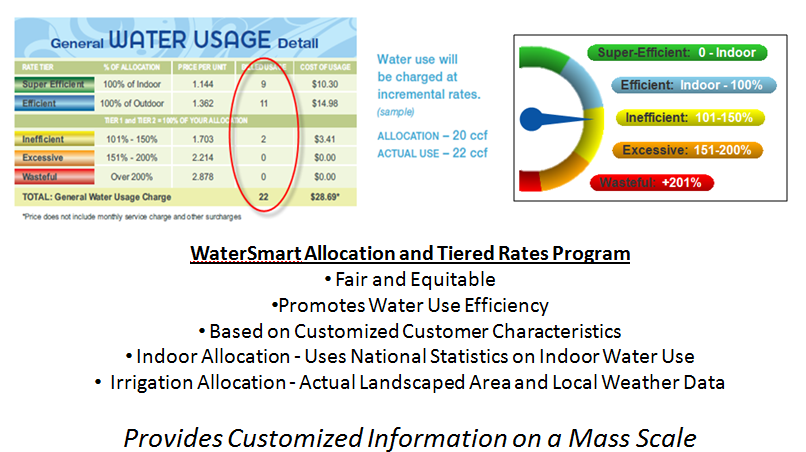 General WATER USAGE Detail
RATE TIER % OF ALLOCATION PRICE PER UNIT BILLED USAGE COST OF USAGE
Super Efficient 100% of Indoor 1.144 9 $10.30
Efficient 100% of Outdoor 1.362 11 $14.98
TIER 1 and TIER 2 = 100% OF YOUR ALLOCATION
Inefficient 101% - 150% 1.703 2 $3.41
Excessive 151% - 200% 2.214 0 $0.00
Wasteful Over 200% 2.878 0 $0.00
TOTAL: General Water Usage Charge 22 $28.69*
*Price does not include monthly service charge and other surcharges
Water use will
be charged at
incremental rates.
(sample)
ALLOCATION – 20 ccf
ACTUAL USE – 22 ccf
Super-Efficient: 0 - Indoor
Efficient: Indoor - 100%
Inefficient: 101-150%
Excessive: 151-200%
Wasteful: +201%
WaterSmart Allocation and Tiered Rates Program
• Fair and Equitable
•Promotes Water Use Efficiency
• Based on Customized Customer Characteristics
• Indoor Allocation - Uses National Statistics on Indoor Water Use
• Irrigation Allocation - Actual Landscaped Area and Local Weather Data
Provides Customized Information on a Mass Scale